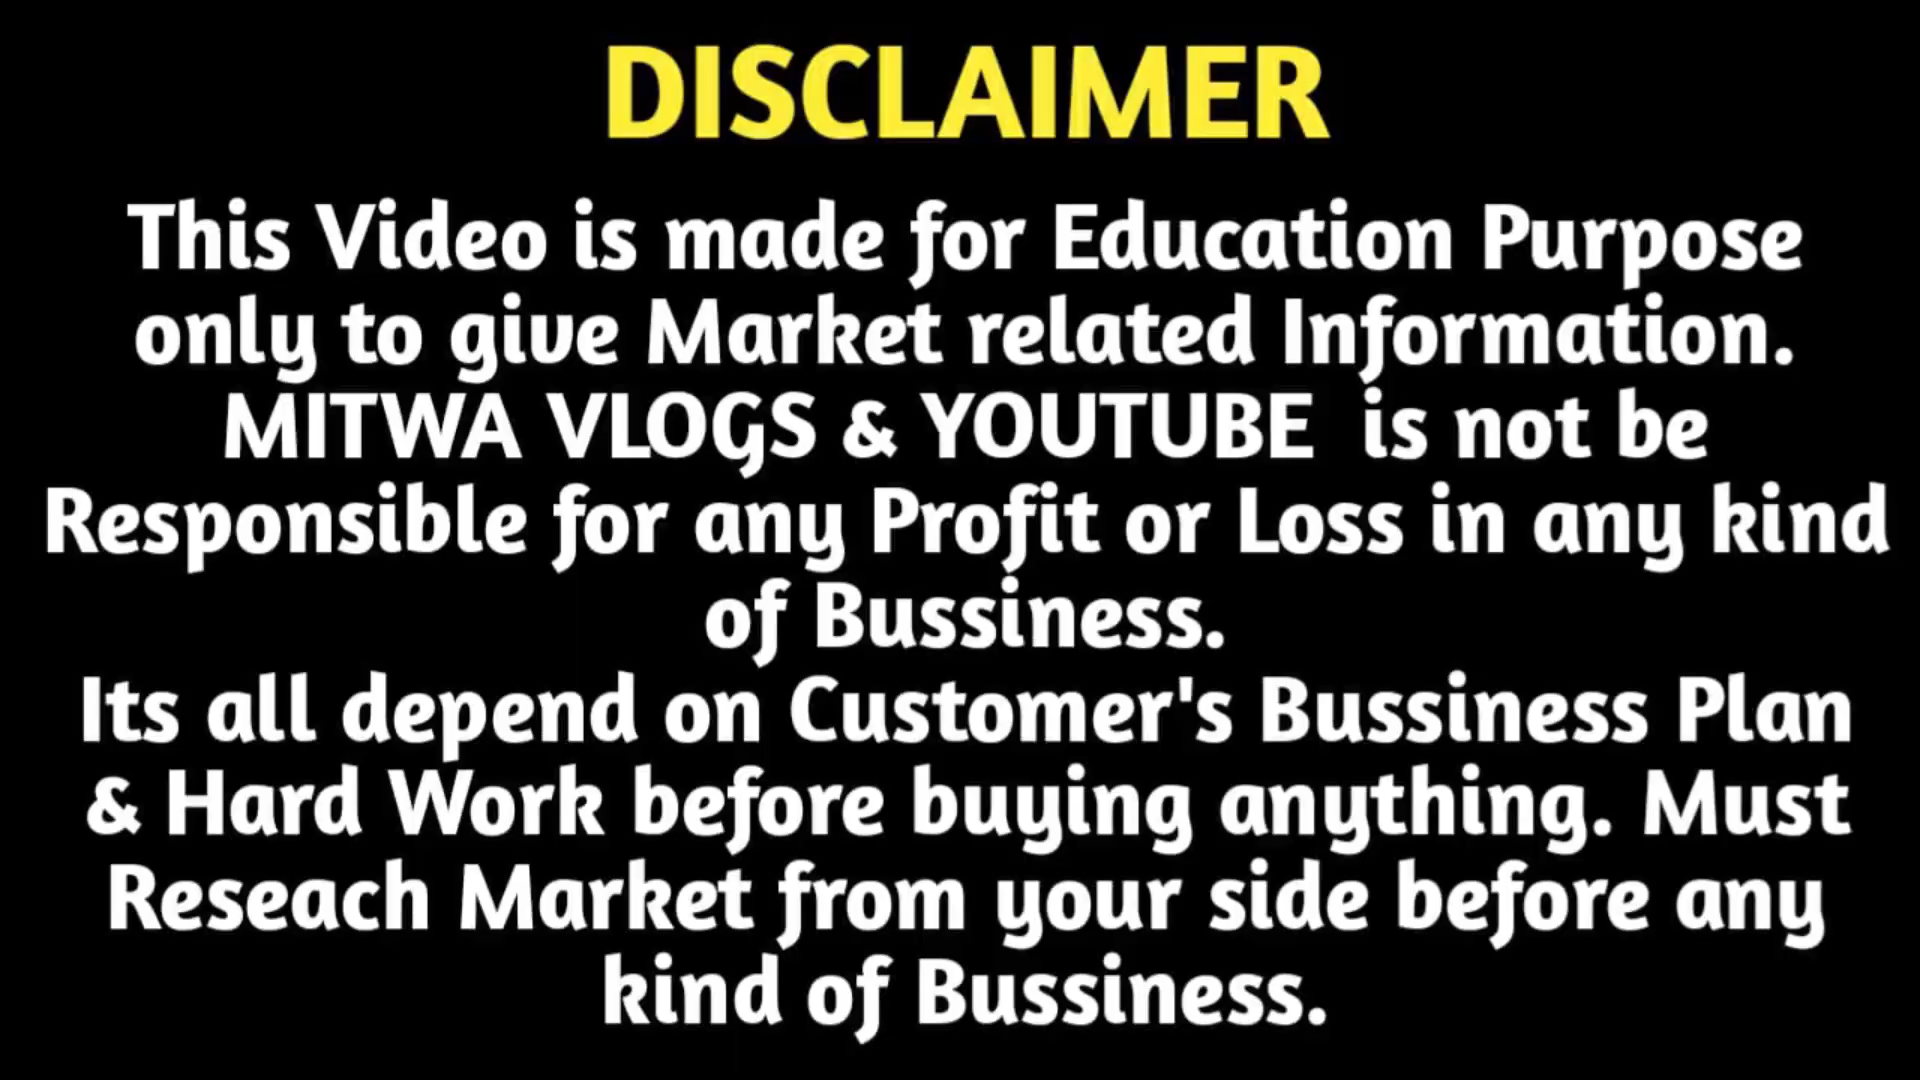 DISCLAIMER
This Video is made for Education Purpose
only to give Market related Information.
MITWA VLOGS & YOUTUBE is not be
Responsible for any Profit or Loss in any kind
of Bussiness.
Its all depend on Customer's Bussiness Plan
& Hard Work before buying anything. Must
Reseach Market from your side before any
kind of Bussiness.